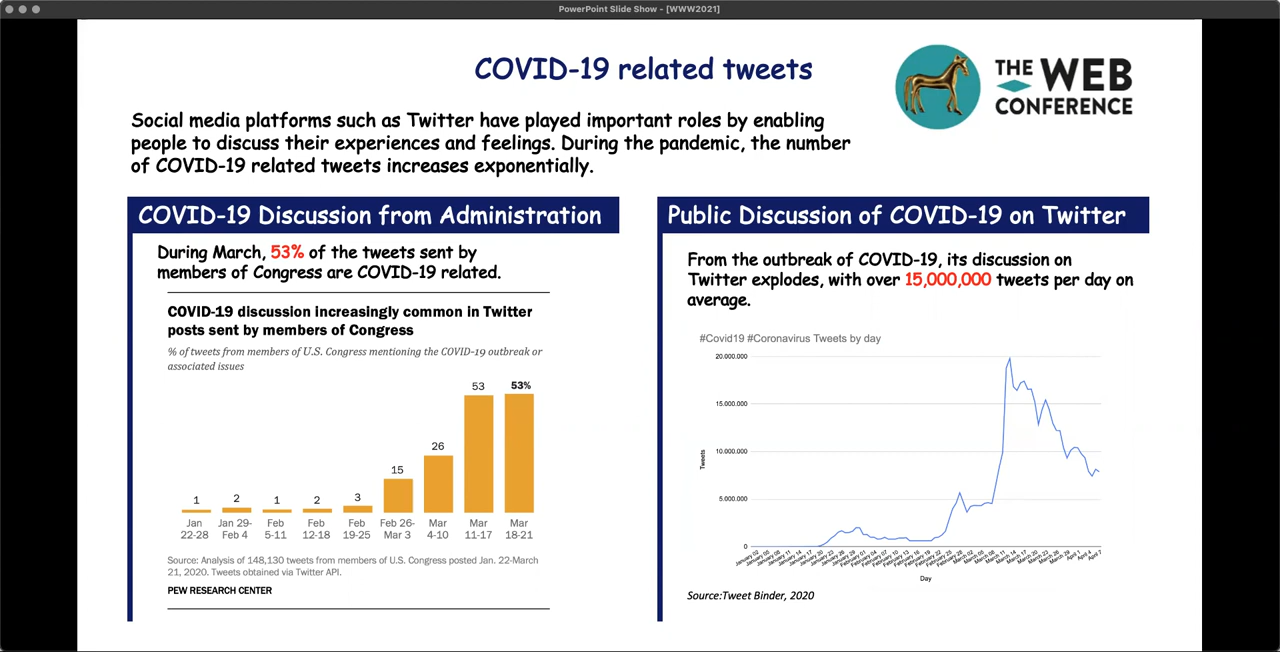 PowerPoint Slide Show - [WWW2021]
COVID-19 related tweets
THE WEB
CONFERENCE
Social media platforms such as Twitter have played important roles by enabling
people to discuss their experiences and feelings. During the pandemic, the number
of COVID-19 related tweets increases exponentially.
COVID-19 Discussion from Administration
During March, 53% of the tweets sent by
members of Congress are COVID-19 related.
COVID-19 discussion increasingly common in Twitter
posts sent by members of Congress
% of tweets from members of U.S. Congress mentioning the COVID-19 outbreak or
associated issues
1 2 1 2 3 15 26 53 53%
Jan Jan 29- Feb Feb Feb Feb 26- Mar Mar Mar
22-28 Feb 4 5-11 12-18 19-25 Mar 3 4-10 11-17 18-21
Source: Analysis of 148,130 tweets from members of U.S. Congress posted Jan. 22-March
21, 2020. Tweets obtained via Twitter API.
PEW RESEARCH CENTER
Public Discussion of COVID-19 on Twitter
From the outbreak of COVID-19, its discussion on
Twitter explodes, with over 15,000,000 tweets per day on
average.
#Covid19 #Coronavirus Tweets by day
20.000.000
15.000.000
10.000.000
5.000.000
0
Tweets
Day
Source:Tweet Binder, 2020